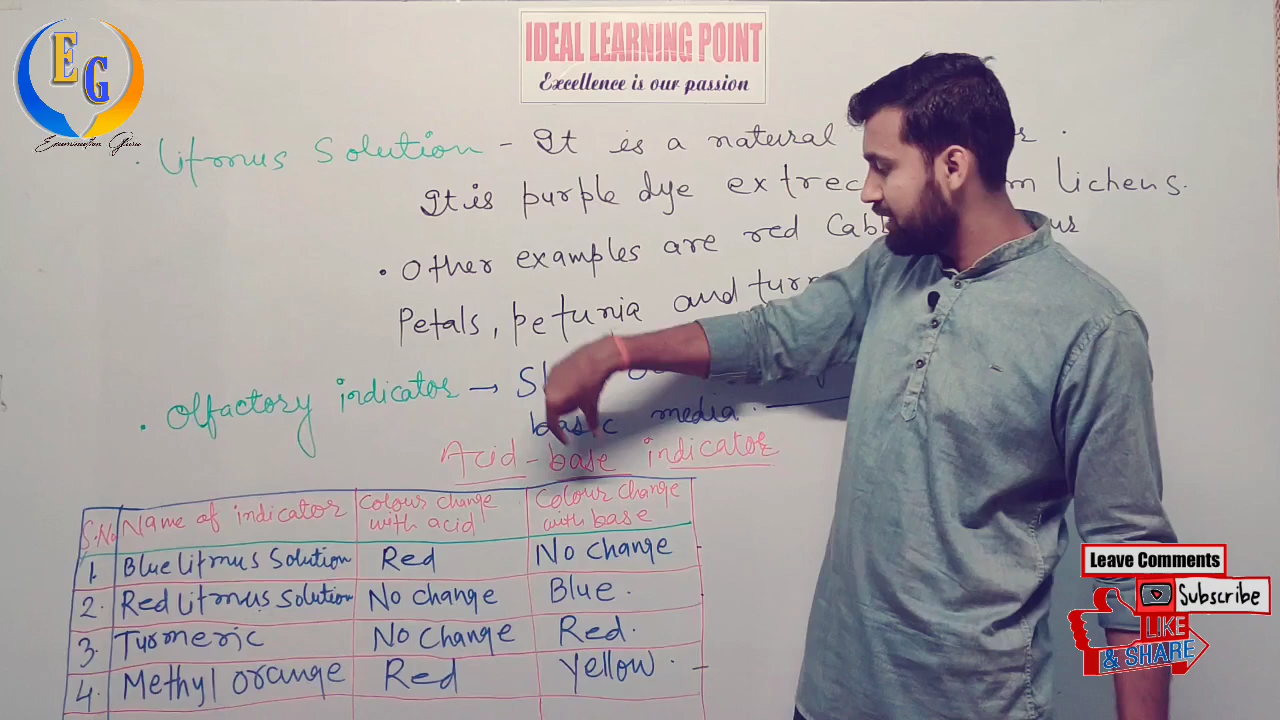 IDEAL LEARNING POINT
Excellence is our passion
EG
Examination Guru
• Litmus Solution - It is a natural
It is purple dye lichens.
• Other examples are red
Petals, petunia and
• Olfactory indicator →
basic media.
Acid-base indicator
S.No Name of indicator Colour change with acid Colour change with base
1. Blue litmus Solution Red No change
2. Red litmus Solution No change Blue.
3. Turmeric No change Red.
4. Methyl orange Red Yellow.
Leave Comments
Subscribe
LIKE
& SHARE